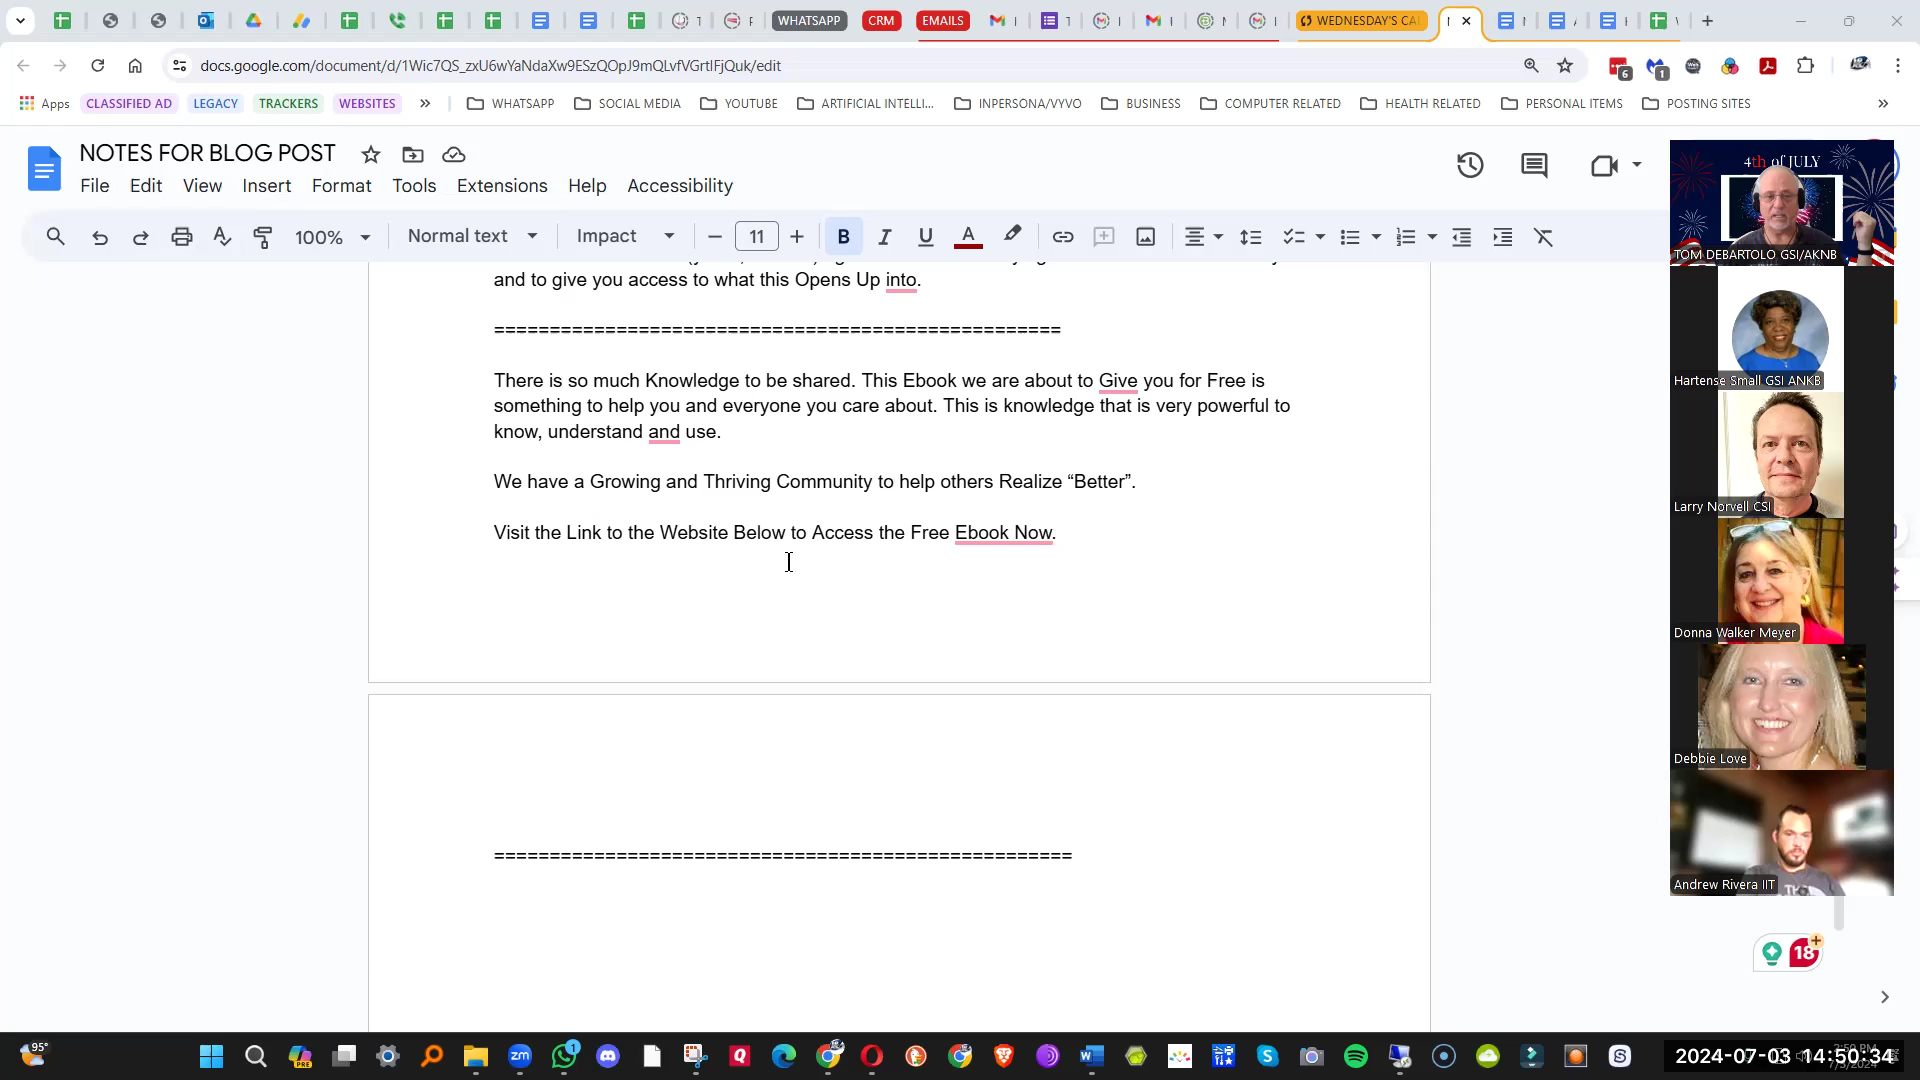 WHATSAPP CRM EMAILS WEDNESDAY'S CA
docs.google.com/document/d/1Wic7QS_zxU6wYaNdaXw9ESzQOpJ9mQLvfVGrtlFjQuk/edit
6 1
Apps CLASSIFIED AD LEGACY TRACKERS WEBSITES WHATSAPP SOCIAL MEDIA YOUTUBE ARTIFICIAL INTELLI... INPERSONA/VYVO BUSINESS COMPUTER RELATED HEALTH RELATED PERSONAL ITEMS POSTING SITES
NOTES FOR BLOG POST
File Edit View Insert Format Tools Extensions Help Accessibility
100% Normal text Impact 11 B I U A
and to give you access to what this Opens Up into.
====================================================
There is so much Knowledge to be shared. This Ebook we are about to Give you for Free is
something to help you and everyone you care about. This is knowledge that is very powerful to
know, understand and use.
We have a Growing and Thriving Community to help others Realize “Better”.
Visit the Link to the Website Below to Access the Free Ebook Now.
=====================================================
4th of JULY
TOM DEBARTOLO GSI/AKNB
Hartense Small GSI ANKB
Larry Norvell CSI
Donna Walker Meyer
Debbie Love
Andrew Rivera IIT
18
95°
2024-07-03 14:50:34